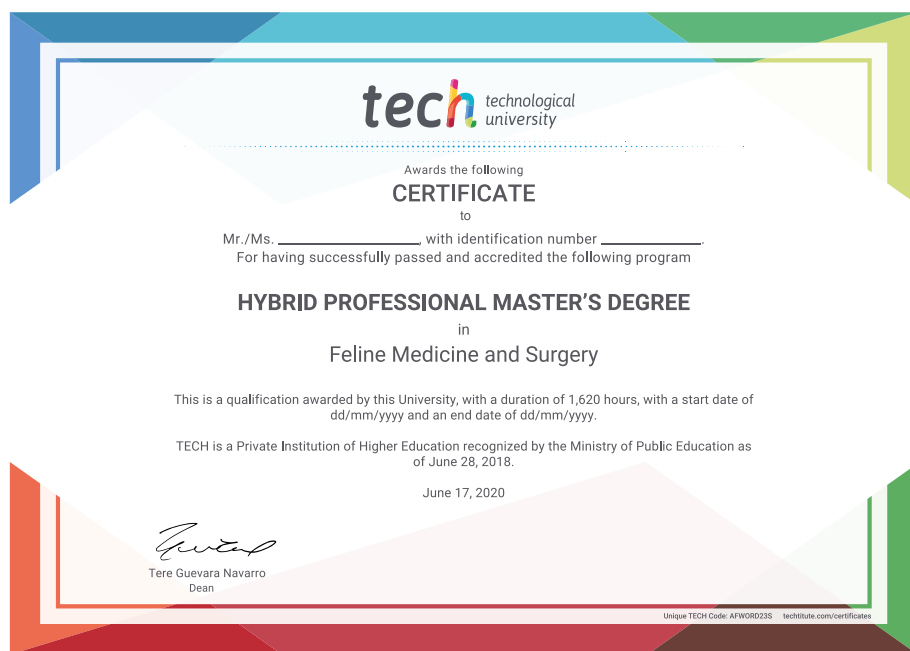 tech technological
university
Awards the following
CERTIFICATE
to
Mr./Ms. ____________________, with identification number ______________.
For having successfully passed and accredited the following program
HYBRID PROFESSIONAL MASTER'S DEGREE
in
Feline Medicine and Surgery
This is a qualification awarded by this University, with a duration of 1,620 hours, with a start date of
dd/mm/yyyy and an end date of dd/mm/yyyy.
TECH is a Private Institution of Higher Education recognized by the Ministry of Public Education as
of June 28, 2018.
June 17, 2020
Tere Guevara Navarro
Dean
Unique TECH Code: AFWORD23S techtitute.com/certificates